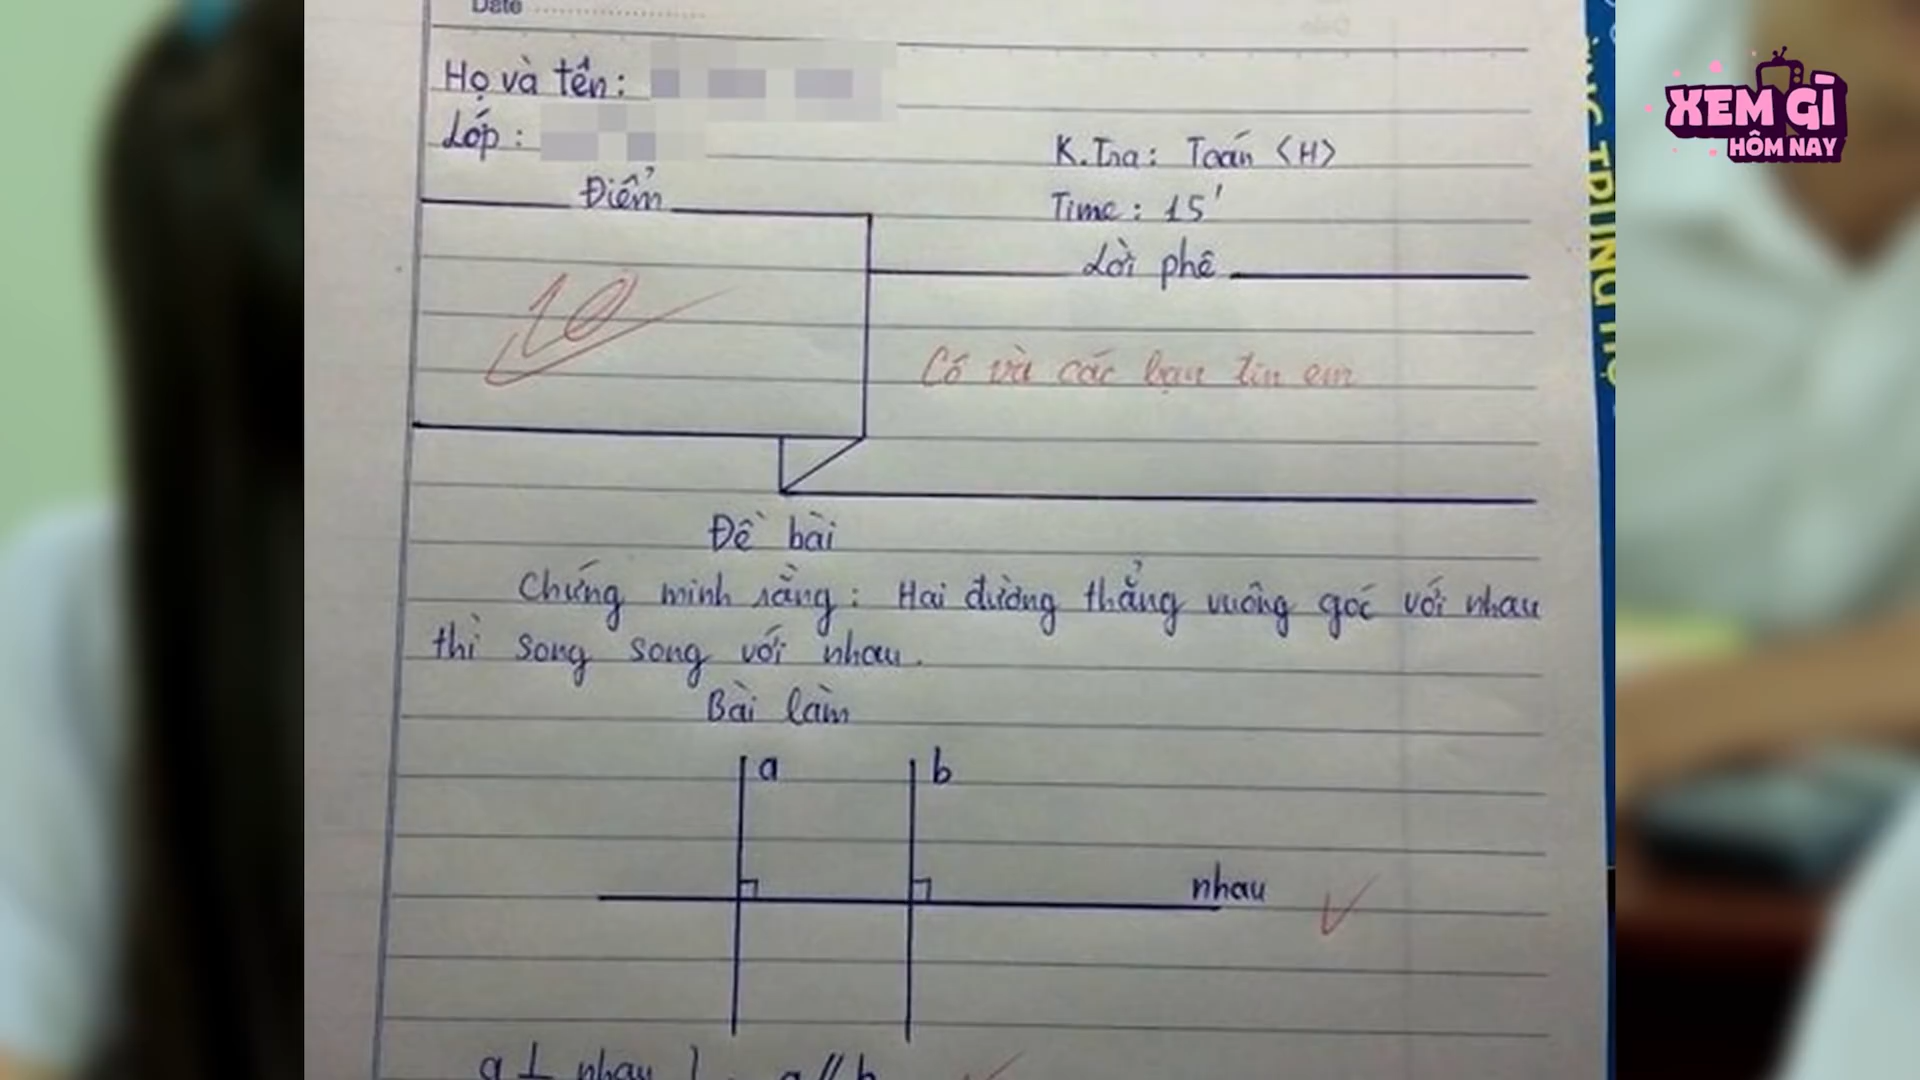 Date
Họ và tên:
Lớp:
Điểm
K.Tra: Toán <H>
Time: 15'
Lời phê
10
Cô và các bạn tin em
Đề bài
Chứng minh rằng: Hai đường thẳng vuông góc với nhau
thì song song với nhau.
Bài làm
a
b
nhau
a ⊥ nhau } a // b
XEM GÌ
HÔM NAY